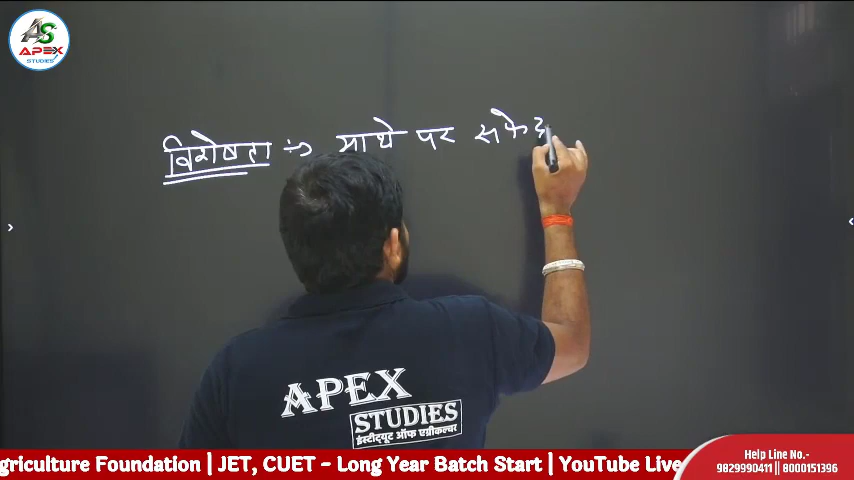 AS
APEX
STUDIES
विशेषता ⇒ माथे पर सफेद
APEX
STUDIES
इंस्टीट्यूट ऑफ एग्रीकल्चर
griculture Foundation | JET, CUET - Long Year Batch Start | YouTube Live
Help Line No.-
9829990411 || 8000151396